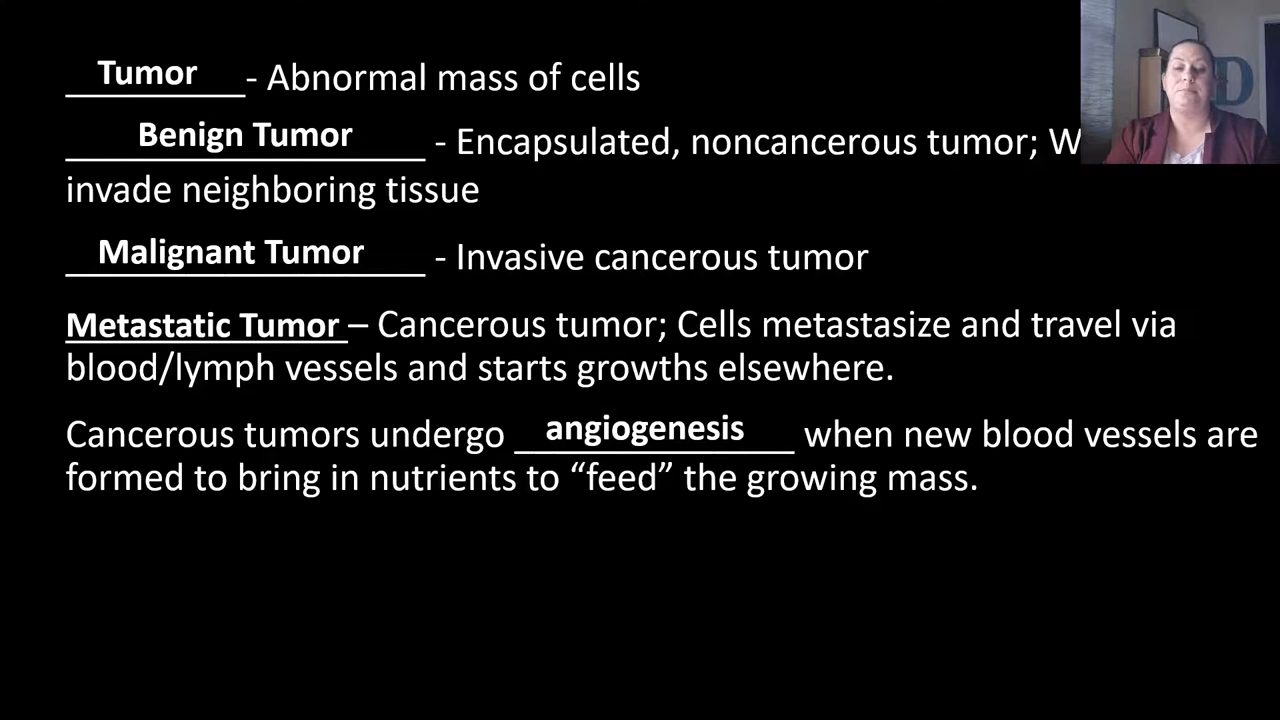 Tumor - Abnormal mass of cells
Benign Tumor - Encapsulated, noncancerous tumor;
invade neighboring tissue
Malignant Tumor - Invasive cancerous tumor
Metastatic Tumor – Cancerous tumor; Cells metastasize and travel via
blood/lymph vessels and starts growths elsewhere.
Cancerous tumors undergo angiogenesis when new blood vessels are
formed to bring in nutrients to “feed” the growing mass.
D